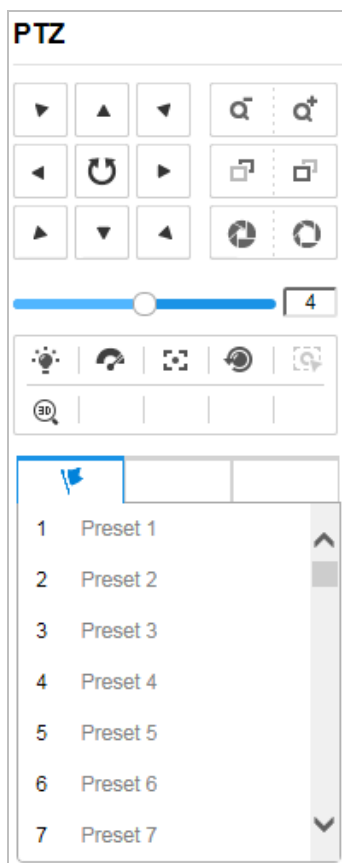 PTZ
4
3D
1 Preset 1
2 Preset 2
3 Preset 3
4 Preset 4
5 Preset 5
6 Preset 6
7 Preset 7